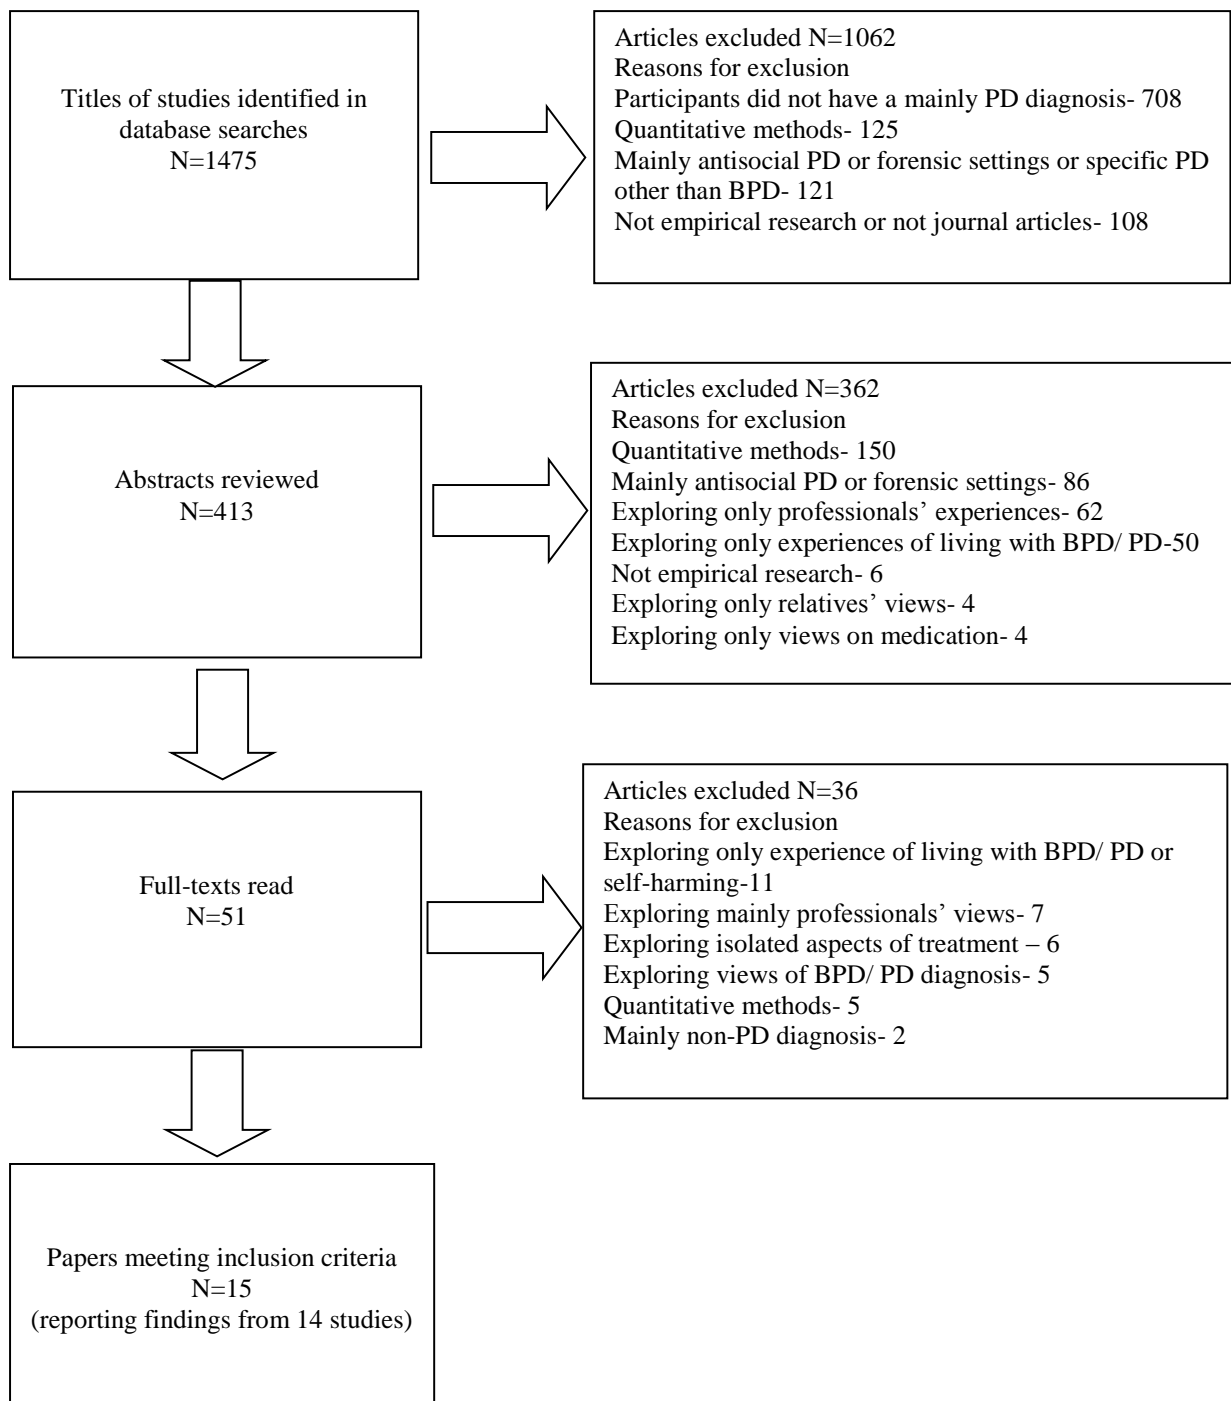 Titles of studies identified in
database searches
N=1475
Articles excluded N=1062
Reasons for exclusion
Participants did not have a mainly PD diagnosis- 708
Quantitative methods- 125
Mainly antisocial PD or forensic settings or specific PD
other than BPD- 121
Not empirical research or not journal articles- 108
Abstracts reviewed
N=413
Articles excluded N=362
Reasons for exclusion
Quantitative methods- 150
Mainly antisocial PD or forensic settings- 86
Exploring only professionals’ experiences- 62
Exploring only experiences of living with BPD/ PD-50
Not empirical research- 6
Exploring only relatives’ views- 4
Exploring only views on medication- 4
Full-texts read
N=51
Articles excluded N=36
Reasons for exclusion
Exploring only experience of living with BPD/ PD or
self-harming-11
Exploring mainly professionals’ views- 7
Exploring isolated aspects of treatment – 6
Exploring views of BPD/ PD diagnosis- 5
Quantitative methods- 5
Mainly non-PD diagnosis- 2
Papers meeting inclusion criteria
N=15
(reporting findings from 14 studies)